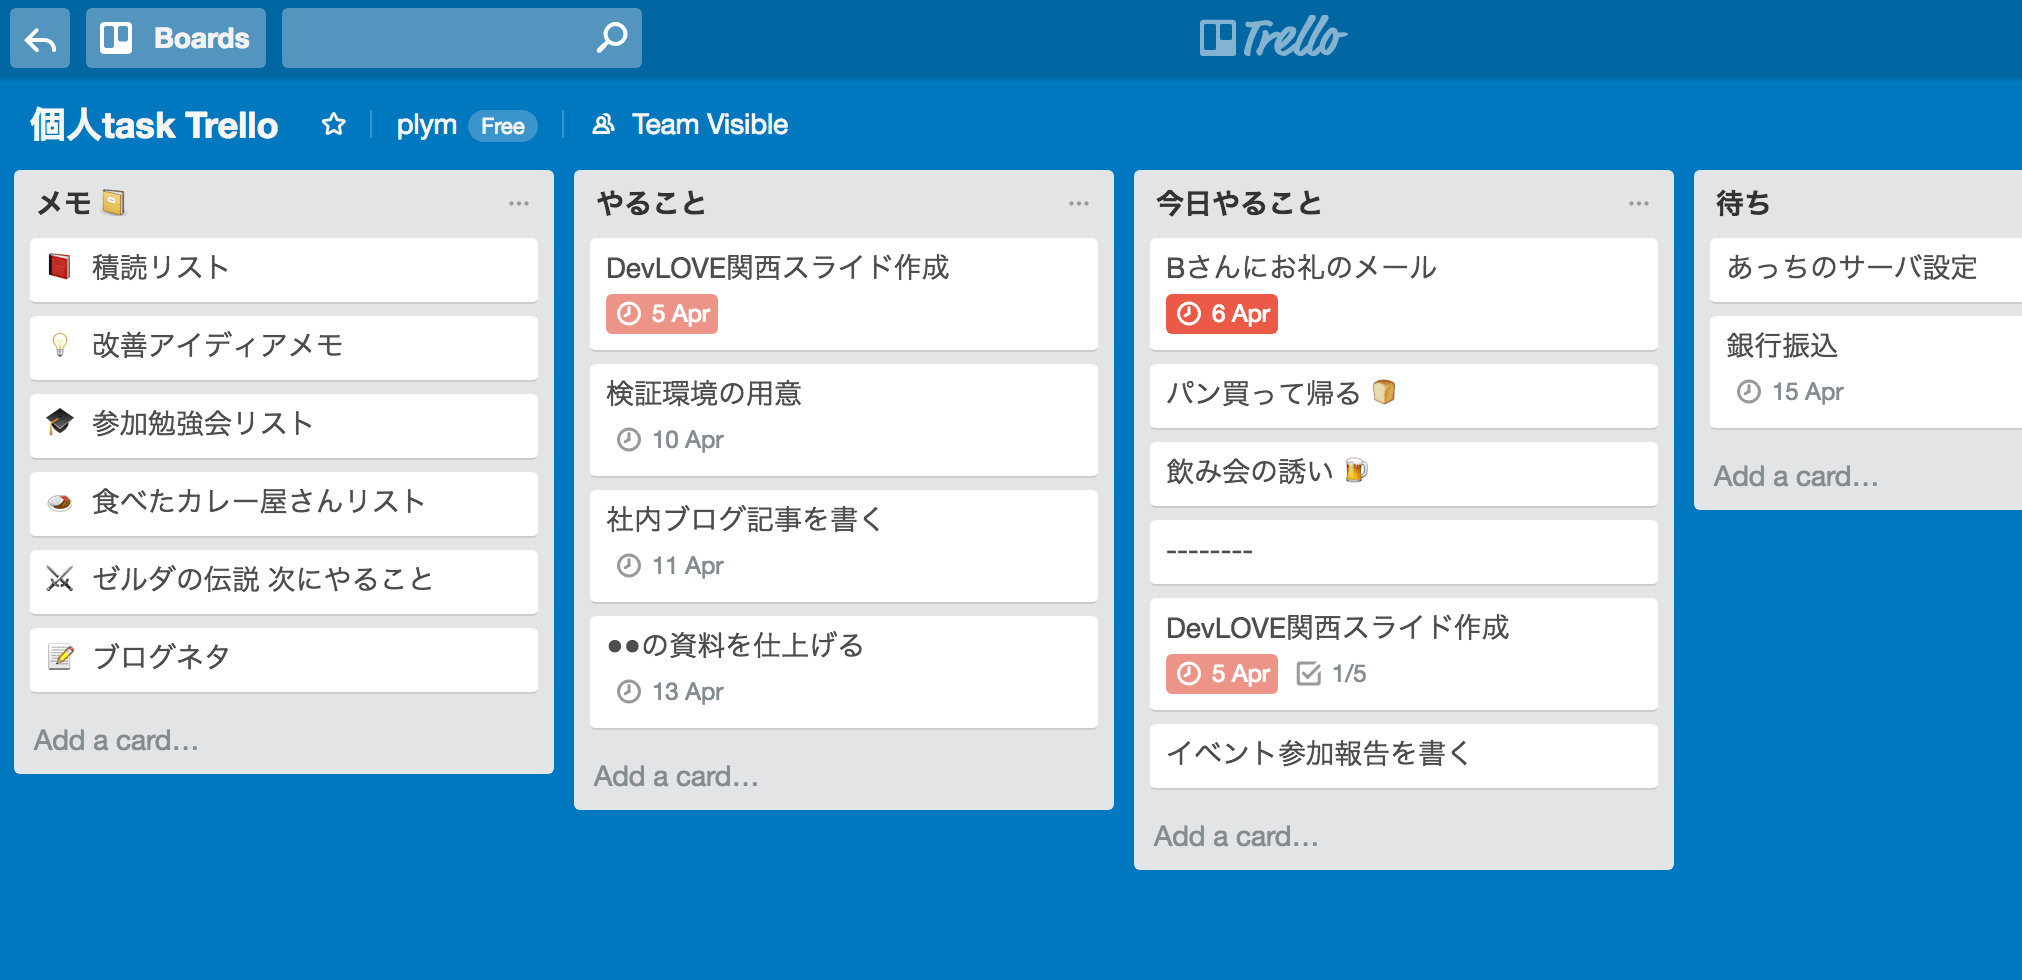 Boards
Trello
個人task Trello
plym Free
Team Visible
メモ
積読リスト
改善アイディアメモ
参加勉強会リスト
食べたカレー屋さんリスト
ゼルダの伝説 次にやること
ブログネタ
Add a card…
やること
DevLOVE関西スライド作成
5 Apr
検証環境の用意
10 Apr
社内ブログ記事を書く
11 Apr
●●の資料を仕上げる
13 Apr
Add a card…
今日やること
Bさんにお礼のメール
6 Apr
パン買って帰る
飲み会の誘い
--------
DevLOVE関西スライド作成
5 Apr 1/5
イベント参加報告を書く
Add a card…
待ち
あっちのサーバ設定
銀行振込
15 Apr
Add a card…